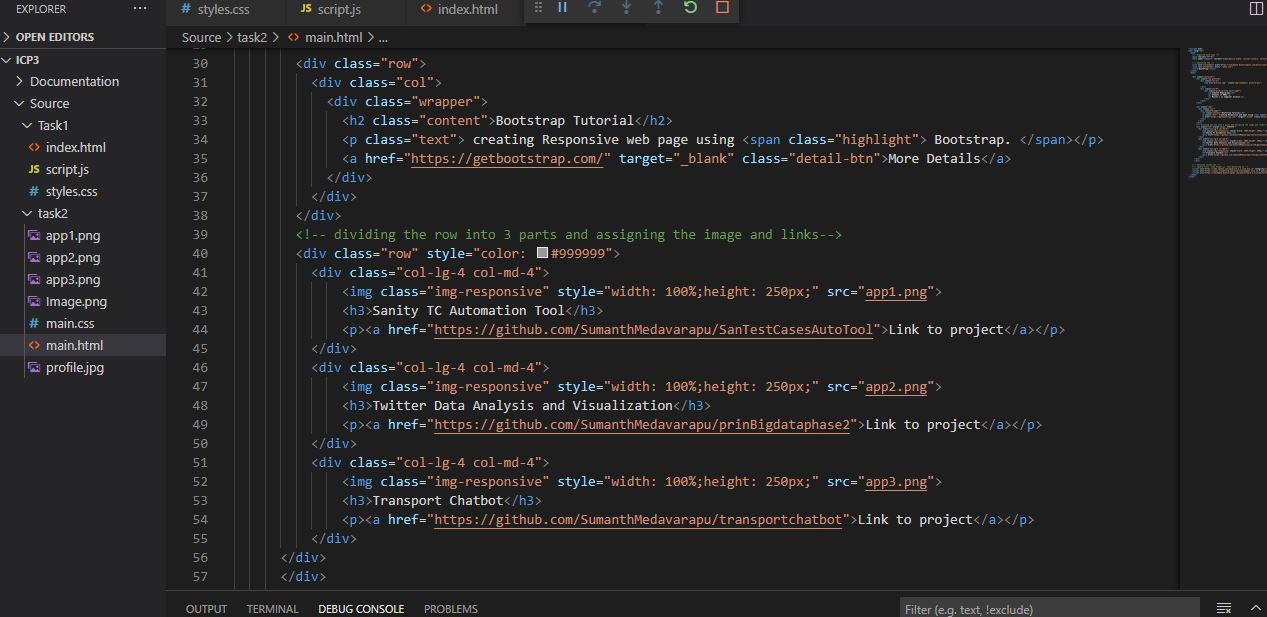 EXPLORER
...
OPEN EDITORS
ICP3
Documentation
Source
Task1
index.html
JS script.js
# styles.css
task2
app1.png
app2.png
app3.png
Image.png
# main.css
main.html
profile.jpg
# styles.css
JS script.js
index.html
Source > task2 > main.html > ...
30 <div class="row">
31 <div class="col">
32 <div class="wrapper">
33 <h2 class="content">Bootstrap Tutorial</h2>
34 <p class="text"> creating Responsive web page using <span class="highlight"> Bootstrap. </span></p>
35 <a href="https://getbootstrap.com/" target="_blank" class="detail-btn">More Details</a>
36 </div>
37 </div>
38 </div>
39 <!-- dividing the row into 3 parts and assigning the image and links-->
40 <div class="row" style="color: #999999">
41 <div class="col-lg-4 col-md-4">
42 <img class="img-responsive" style="width: 100%;height: 250px;" src="app1.png">
43 <h3>Sanity TC Automation Tool</h3>
44 <p><a href="https://github.com/SumanthMedavarapu/SanTestCasesAutoTool">Link to project</a></p>
45 </div>
46 <div class="col-lg-4 col-md-4">
47 <img class="img-responsive" style="width: 100%;height: 250px;" src="app2.png">
48 <h3>Twitter Data Analysis and Visualization</h3>
49 <p><a href="https://github.com/SumanthMedavarapu/prinBigdataphase2">Link to project</a></p>
50 </div>
51 <div class="col-lg-4 col-md-4">
52 <img class="img-responsive" style="width: 100%;height: 250px;" src="app3.png">
53 <h3>Transport Chatbot</h3>
54 <p><a href="https://github.com/SumanthMedavarapu/transportchatbot">Link to project</a></p>
55 </div>
56 </div>
57 </div>
OUTPUT TERMINAL DEBUG CONSOLE PROBLEMS
Filter (e.g. text, !exclude)